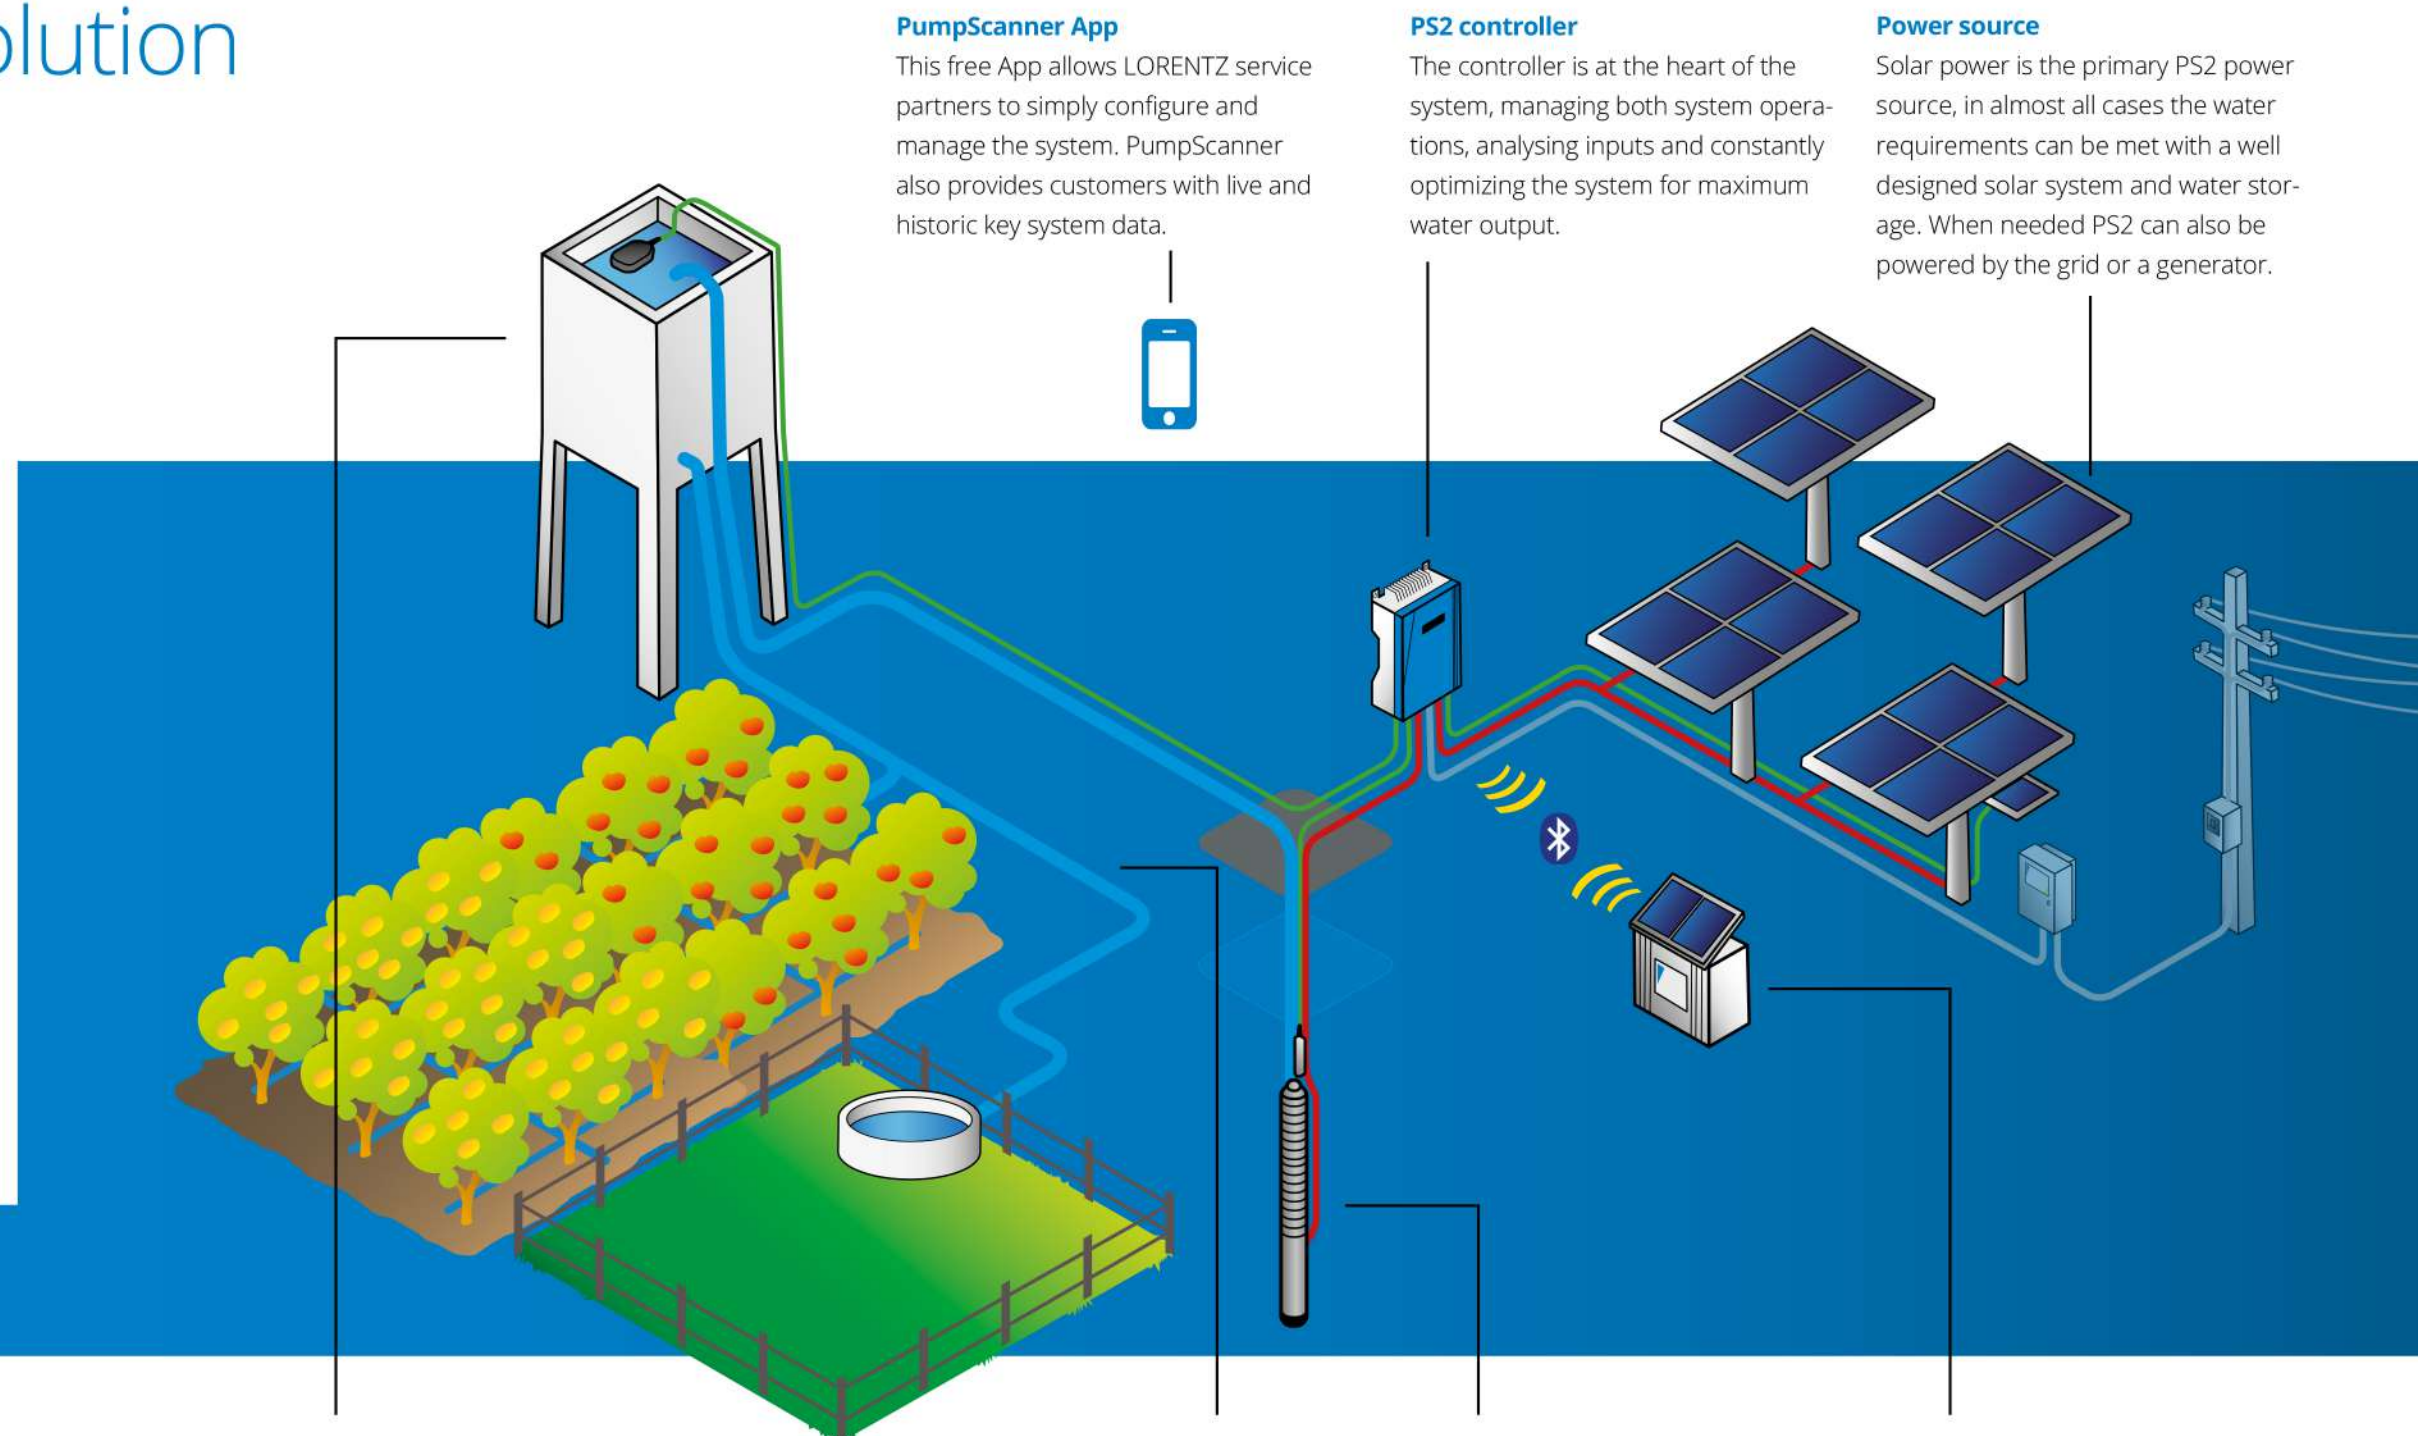 PumpScanner App
This free App allows LORENTZ service
partners to simply configure and
manage the system. PumpScanner
also provides customers with live and
historic key system data.
PS2 controller
The controller is at the heart of the
system, managing both system opera-
tions, analysing inputs and constantly
optimizing the system for maximum
water output.
Power source
Solar power is the primary PS2 power
source, in almost all cases the water
requirements can be met with a well
designed solar system and water stor-
age. When needed PS2 can also be
powered by the grid or a generator.